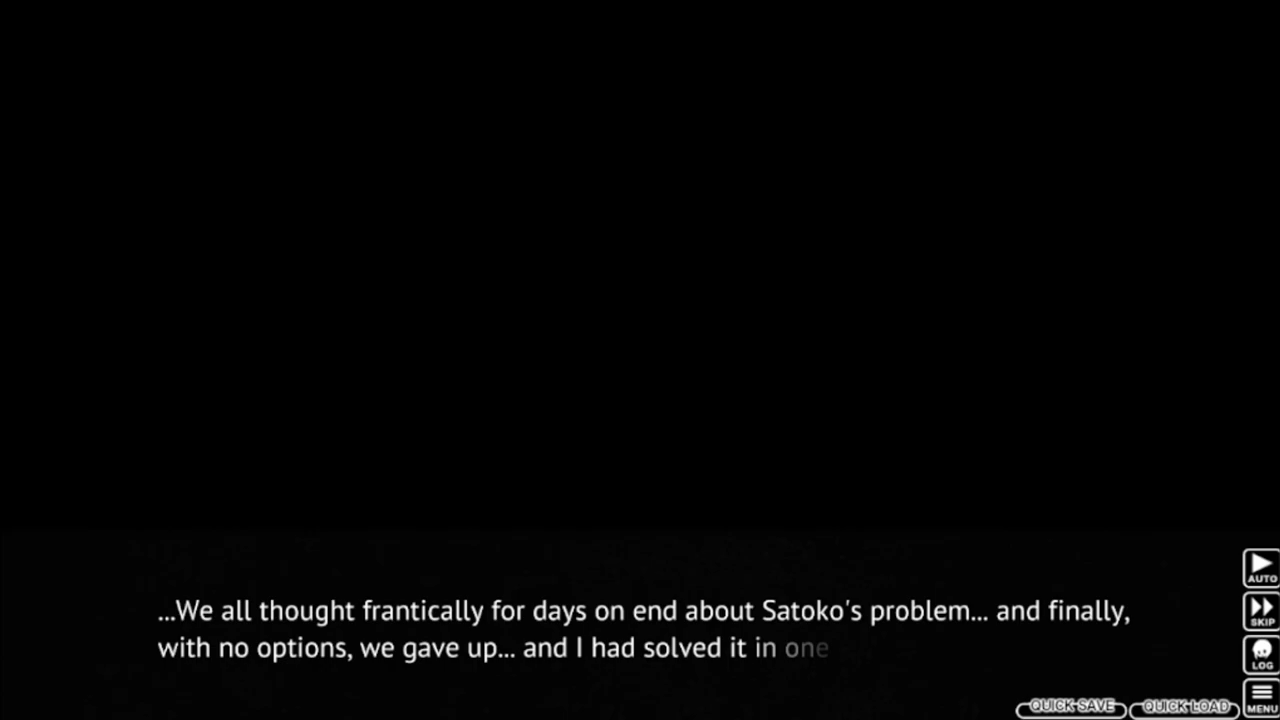 ...We all thought frantically for days on end about Satoko's problem... and finally,
with no options, we gave up... and I had solved it in one
AUTO
SKIP
LOG
MENU
QUICK SAVE
QUICK LOAD